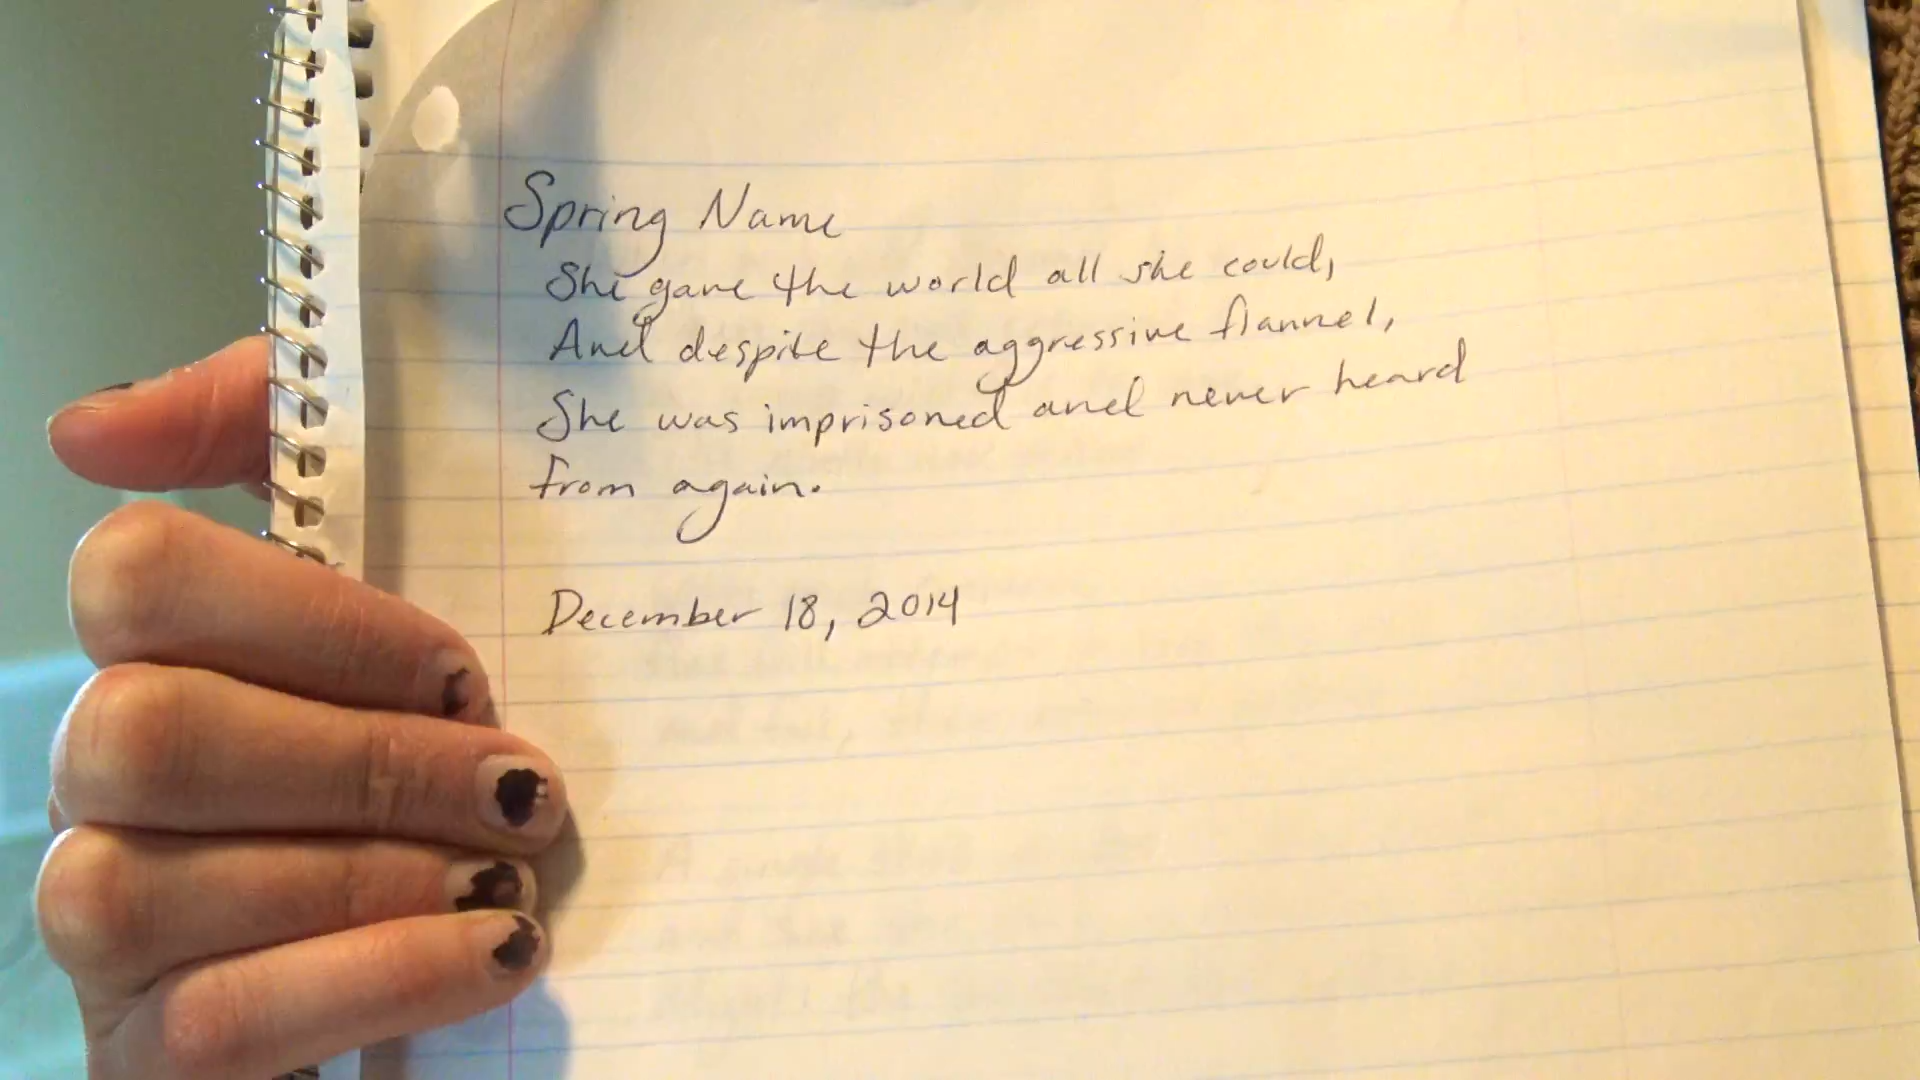 Spring Name
She gave the world all she could,
And despite the aggressive flannel,
She was imprisoned and never heard
from again.
December 18, 2014